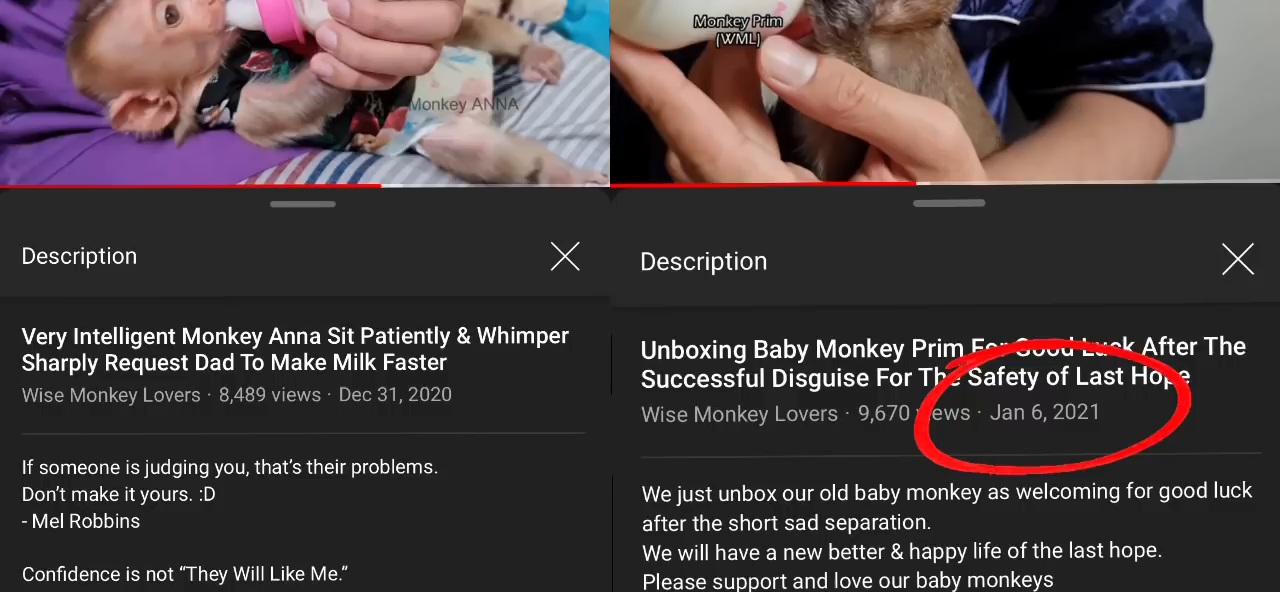 Monkey ANNA
Description
Very Intelligent Monkey Anna Sit Patiently & Whimper
Sharply Request Dad To Make Milk Faster
Wise Monkey Lovers · 8,489 views · Dec 31, 2020
If someone is judging you, that's their problems.
Don't make it yours. :D
- Mel Robbins
Confidence is not “They Will Like Me.”
Monkey Prim
(WML)
Description
Unboxing Baby Monkey Prim For Good Luck After The
Successful Disguise For The Safety of Last Hope
Wise Monkey Lovers · 9,670 views · Jan 6, 2021
We just unbox our old baby monkey as welcoming for good luck
after the short sad separation.
We will have a new better & happy life of the last hope.
Please support and love our baby monkeys